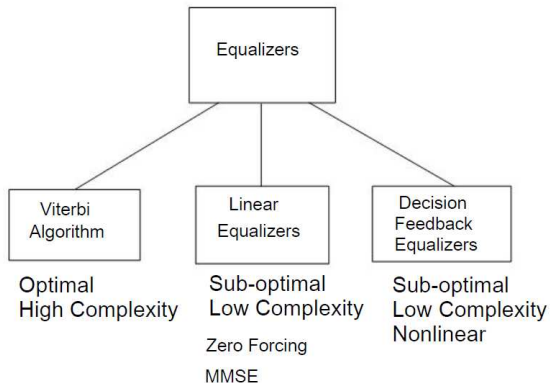 Equalizers
Viterbi
Algorithm
Optimal
High Complexity
Linear
Equalizers
Sub-optimal
Low Complexity
Zero Forcing
MMSE
Decision
Feedback
Equalizers
Sub-optimal
Low Complexity
Nonlinear